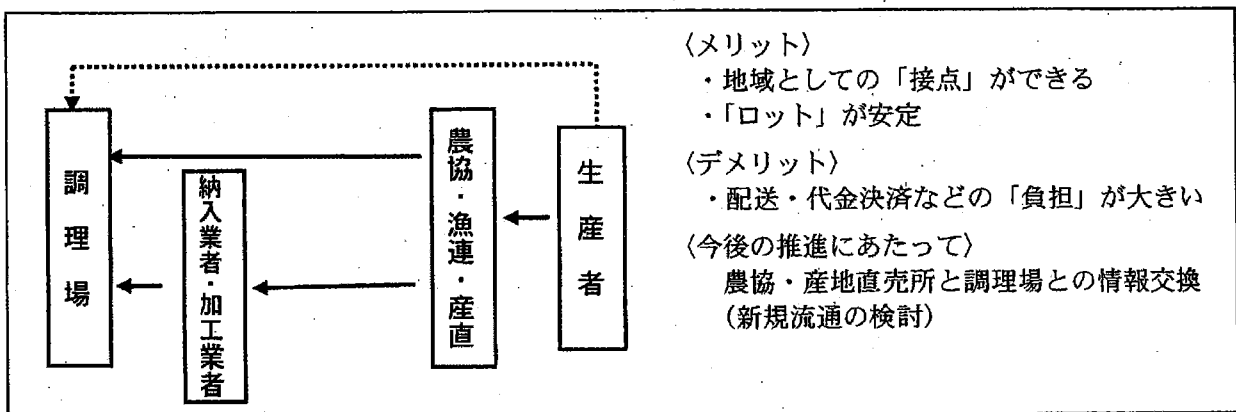 調理場
納入業者・加工業者
農協・漁連・産直
生産者
〈メリット〉
・地域としての「接点」ができる
・「ロット」が安定
〈デメリット〉
・配送・代金決済などの「負担」が大きい
〈今後の推進にあたって〉
農協・産地直売所と調理場との情報交換
(新規流通の検討)